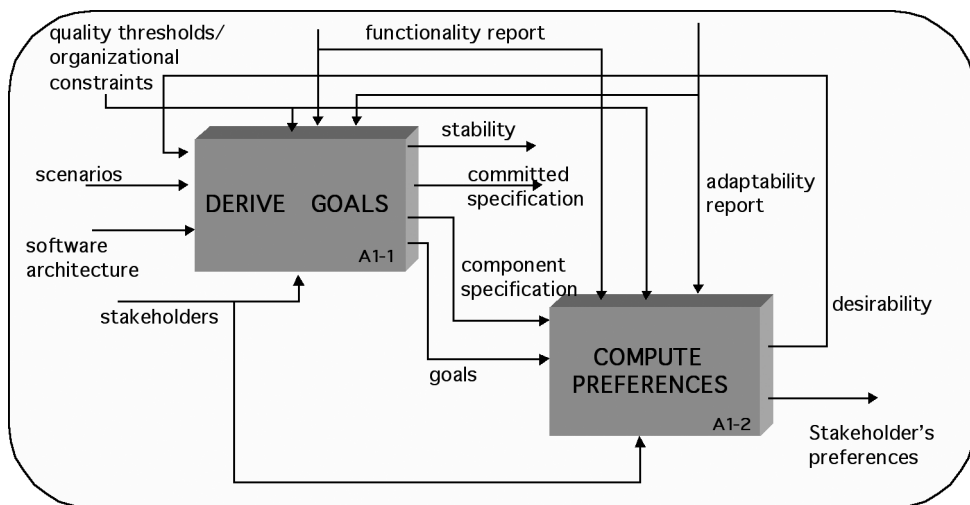 quality thresholds/
organizational
constraints
functionality report
stability
scenarios
committed
specification
adaptability
report
DERIVE GOALS
software
architecture
A1-1
component
specification
stakeholders
desirability
COMPUTE
PREFERENCES
goals
A1-2
Stakeholder's
preferences